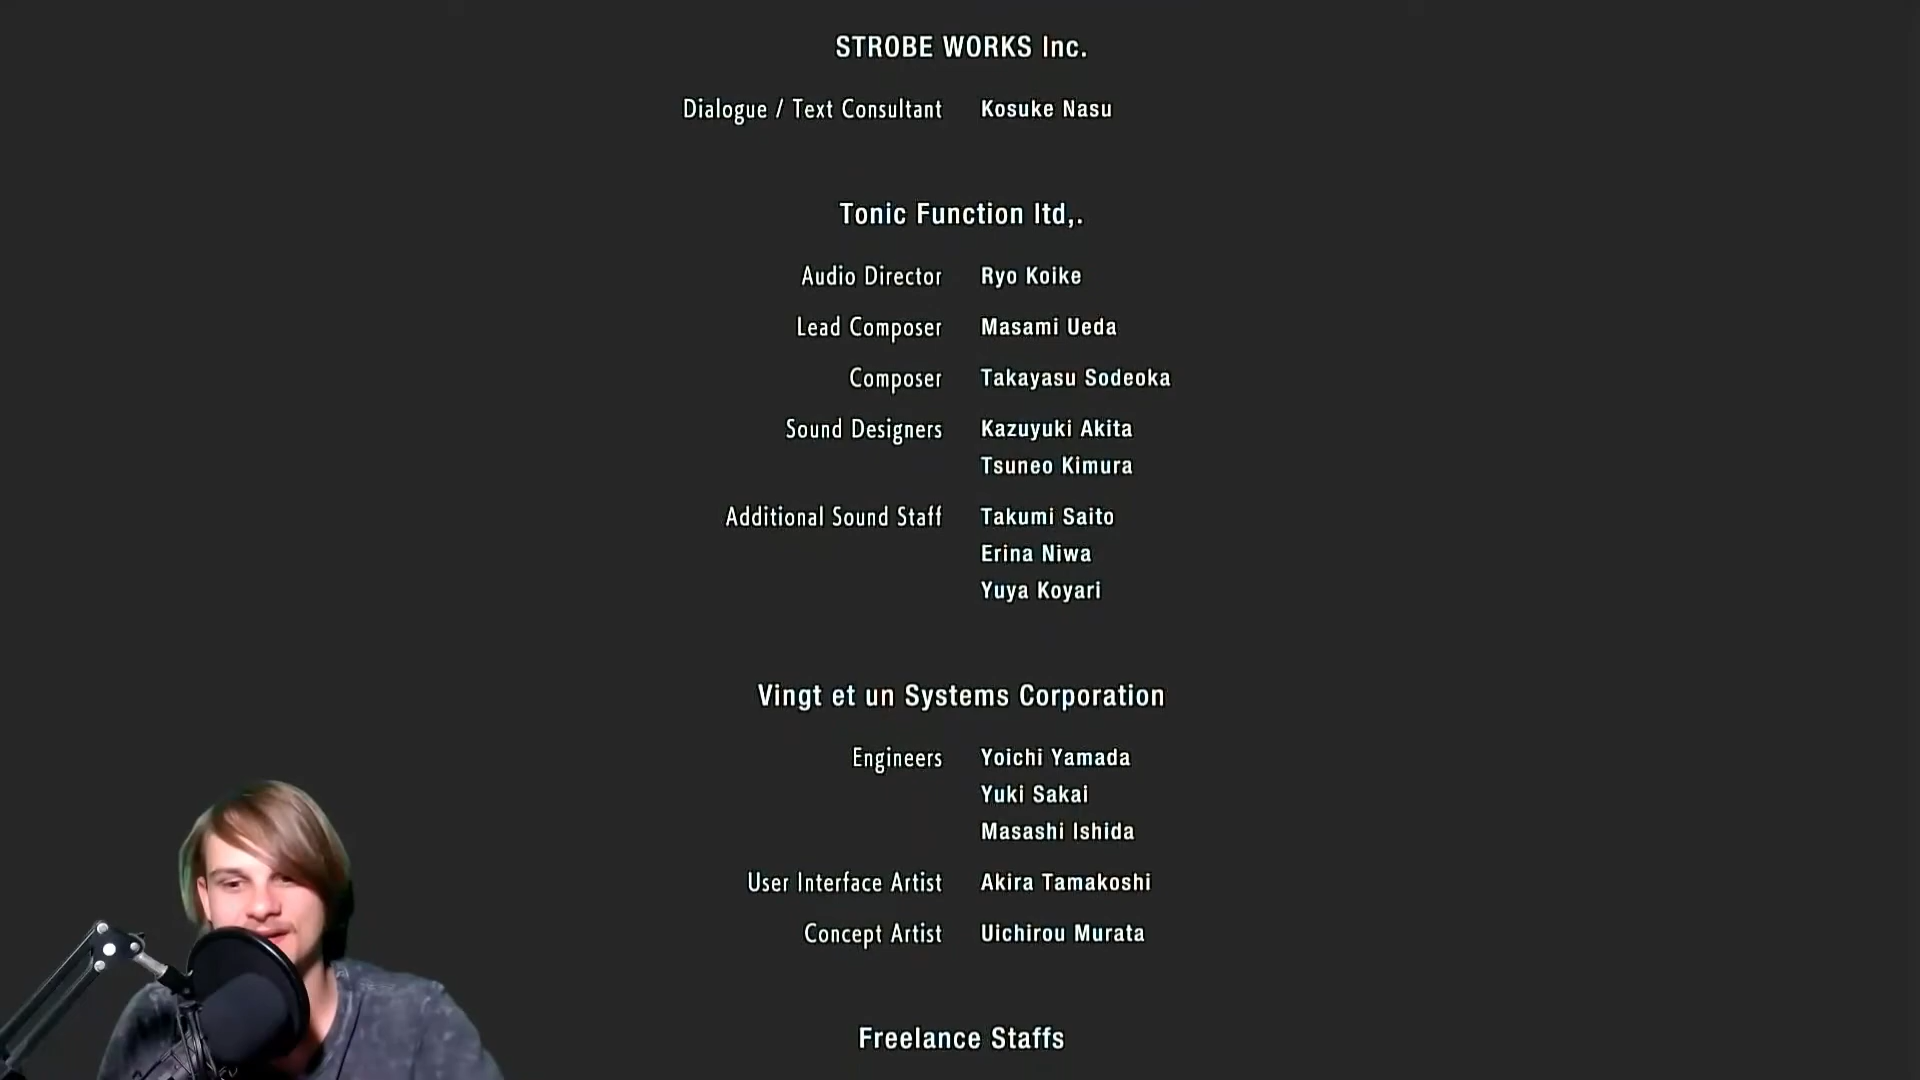 STROBE WORKS Inc.
Dialogue / Text Consultant Kosuke Nasu
Tonic Function ltd,.
Audio Director Ryo Koike
Lead Composer Masami Ueda
Composer Takayasu Sodeoka
Sound Designers Kazuyuki Akita
Tsuneo Kimura
Additional Sound Staff Takumi Saito
Erina Niwa
Yuya Koyari
Vingt et un Systems Corporation
Engineers Yoichi Yamada
Yuki Sakai
Masashi Ishida
User Interface Artist Akira Tamakoshi
Concept Artist Uichirou Murata
Freelance Staffs